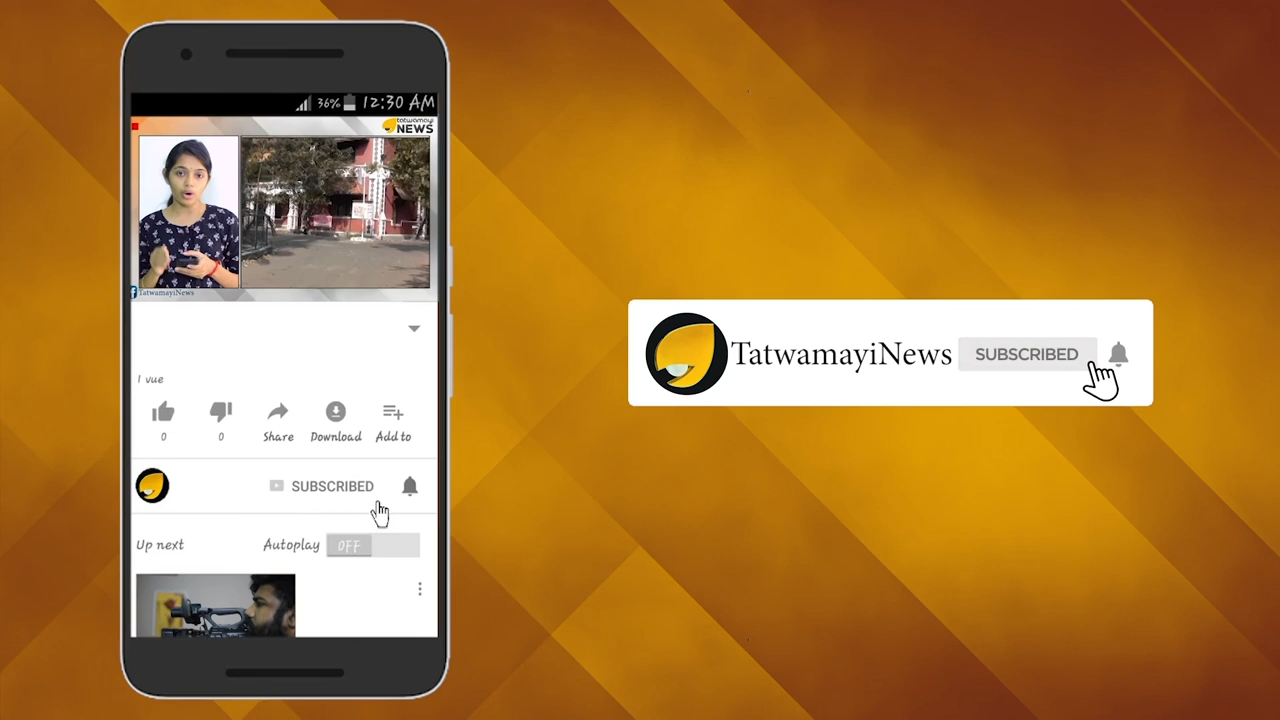 36% 12:30 AM
tatwamayi
NEWS
TatwamayiNews
1 vue
0 0 Share Download Add to
SUBSCRIBED
Up next Autoplay OFF
TatwamayiNews SUBSCRIBED